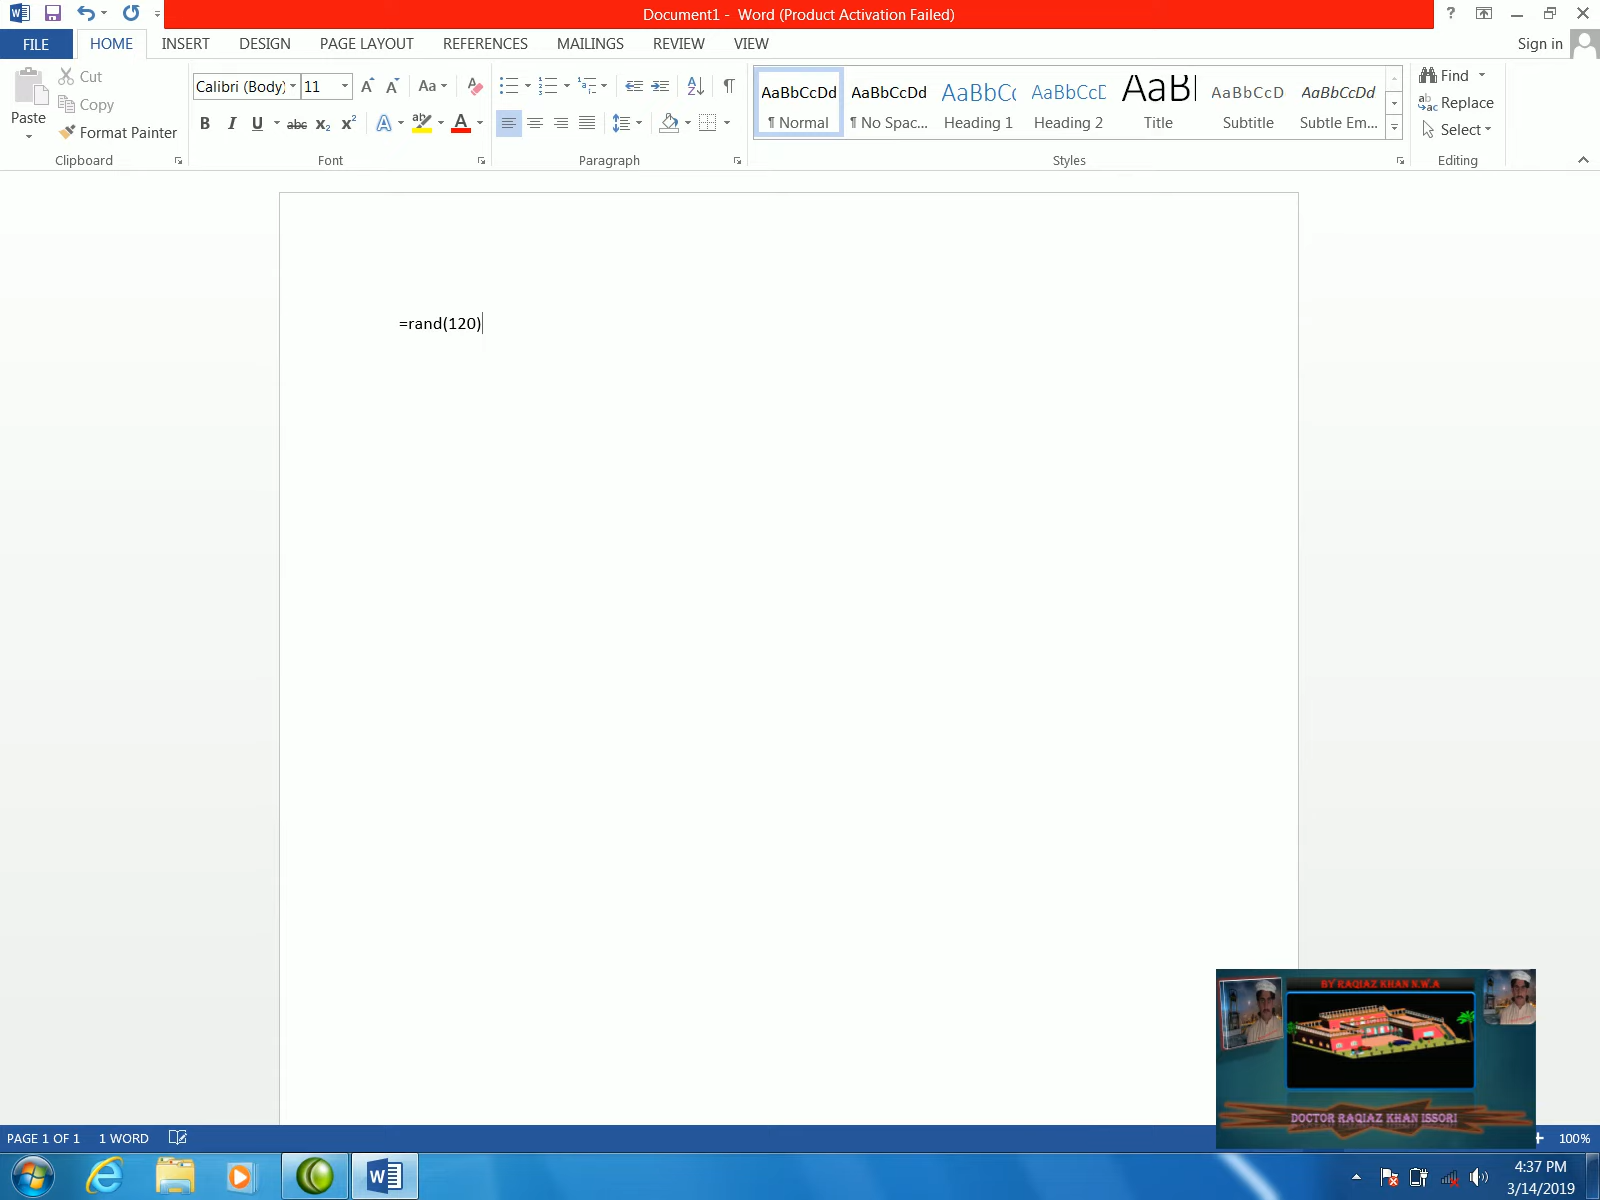 Document1 - Word (Product Activation Failed)
FILE HOME INSERT DESIGN PAGE LAYOUT REFERENCES MAILINGS REVIEW VIEW Sign in
Paste
Cut
Copy
Format Painter
Clipboard
Calibri (Body) 11
Font
Paragraph
AaBbCcDd AaBbCcDd AaBbCc AaBbCcD AaBl AaBbCcD AaBbCcDd
¶ Normal ¶ No Spac... Heading 1 Heading 2 Title Subtitle Subtle Em...
Styles
Find
Replace
Select
Editing
=rand(120)
BY RAQIAZ KHAN N.W.A
DOCTOR RAQIAZ KHAN ISSORI
PAGE 1 OF 1 1 WORD 100%
4:37 PM
3/14/2019